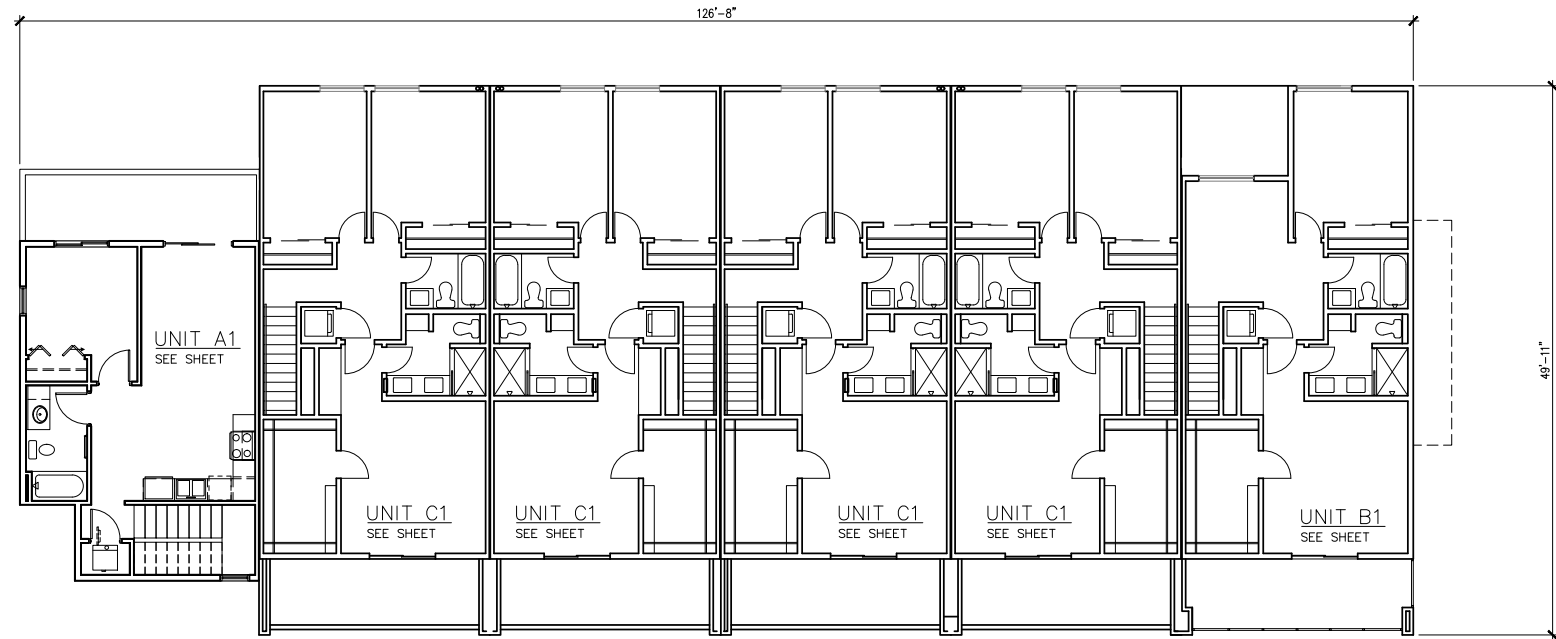 126'-8"
49'-11"
UNIT A1
SEE SHEET
UNIT C1
SEE SHEET
UNIT C1
SEE SHEET
UNIT C1
SEE SHEET
UNIT C1
SEE SHEET
UNIT B1
SEE SHEET